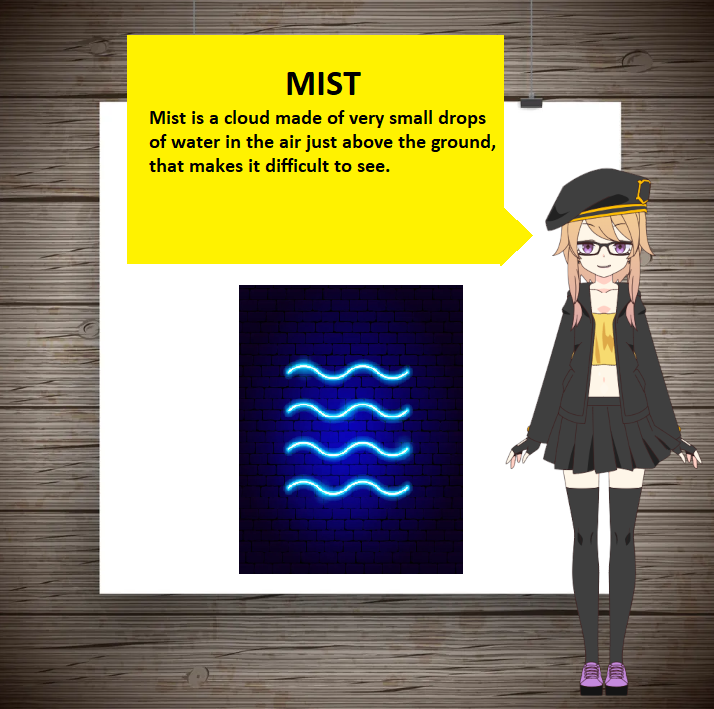 MIST
Mist is a cloud made of very small drops
of water in the air just above the ground,
that makes it difficult to see.